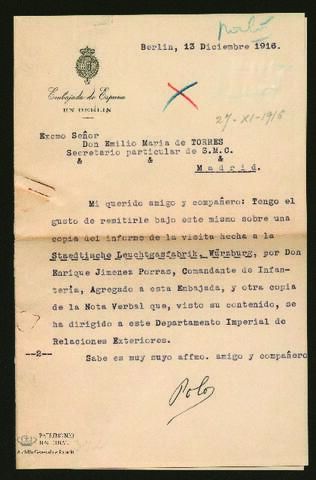 Polo
Berlin, 13 Diciembre 1916.
Embajada de España
EN BERLIN
27-XI-1916
Excmo Señor
Don Emilio Maria de TORRES
Secretario particular de S.M.C.
& & &
Madrid.
Mi querido amigo y compañero: Tengo el
gusto de remitirle bajo este mismo sobre una
copia del informe de la visita hecha a la
Staedtische Leuchtgasfabrik, Würzburg, por Don
Enrique Jimenez Porras, Comandante de Infan-
tería, Agregado a esta Embajada, y otra copia
de la Nota Verbal que, visto su contenido, se
ha dirigido a este Departamento Imperial de
Relaciones Exteriores.
--2--
Sabe es muy suyo affmo. amigo y compañero
Polo
PATRIMONIO
NACIONAL